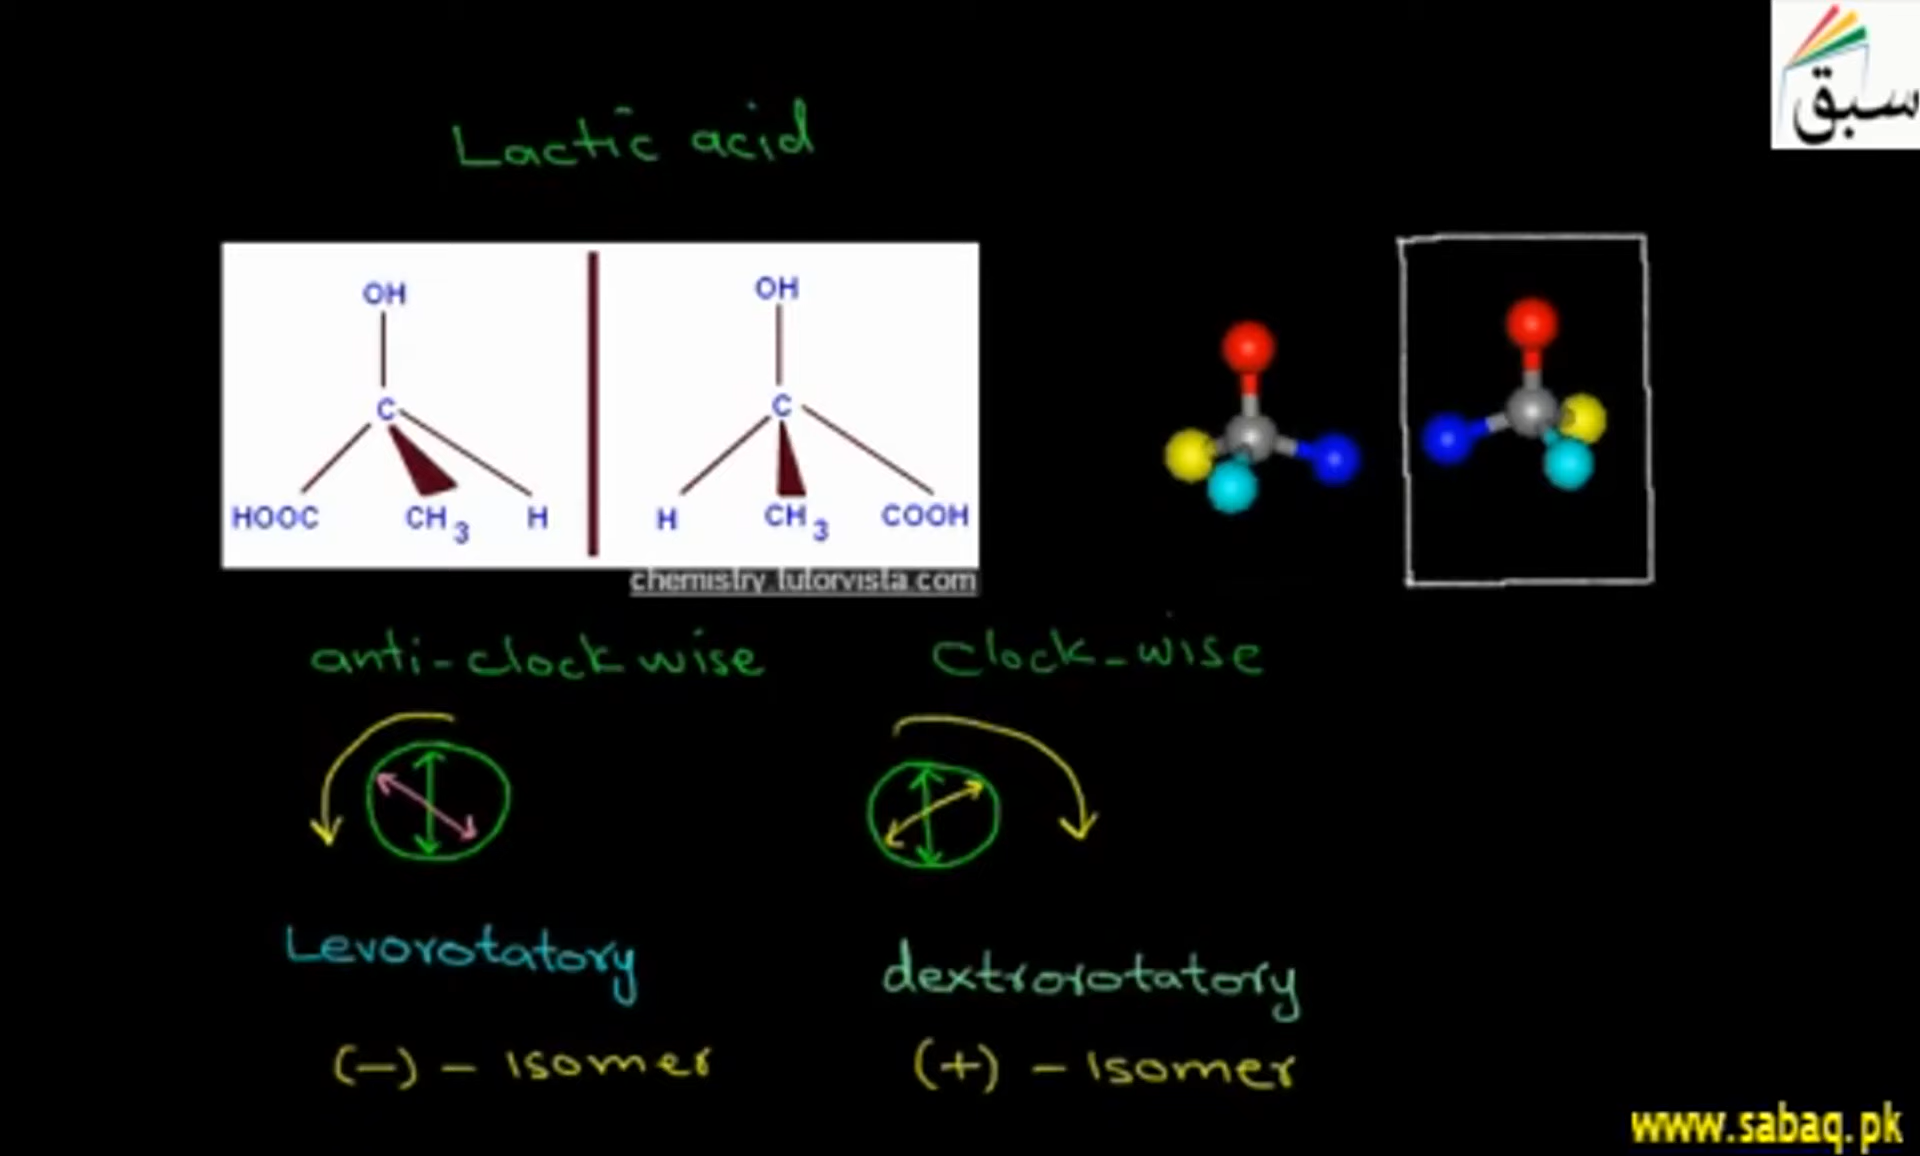 سبق
Lactic acid
OH
C
HOOC CH3 H
OH
C
H CH3 COOH
chemistry.tutorvista.com
anti-clockwise
Clock-wise
Levorotatory
dextrorotatory
(-) - Isomer
(+) - Isomer
www.sabaq.pk